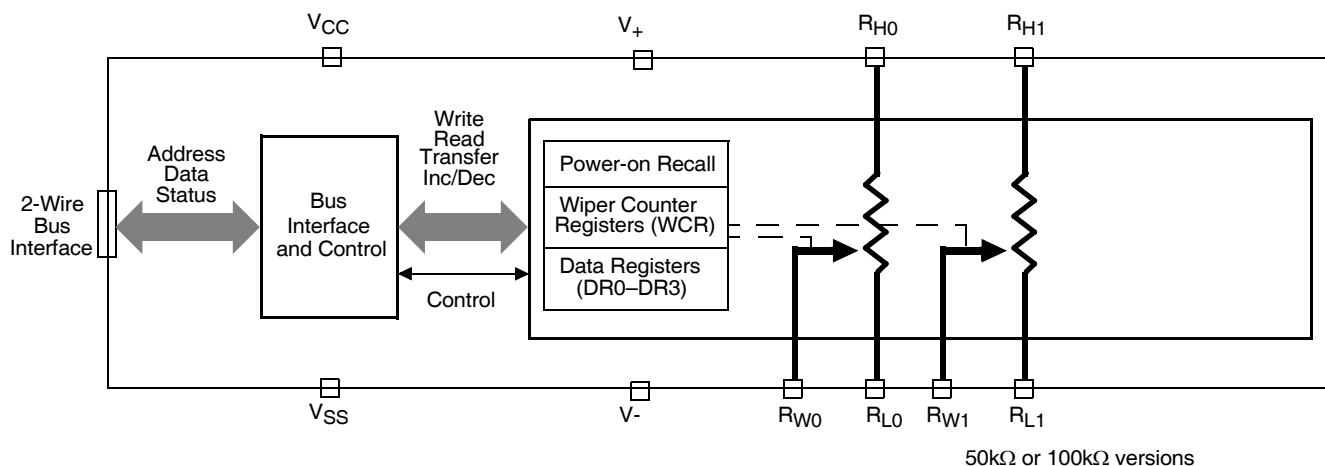 VCC
V+
RH0
RH1
Write
Read
Transfer
Inc/Dec
Address
Data
Status
2-Wire
Bus
Interface
Bus
Interface
and Control
Control
Power-on Recall
Wiper Counter
Registers (WCR)
Data Registers
(DR0–DR3)
VSS
V-
RW0
RL0
RW1
RL1
50kΩ or 100kΩ versions